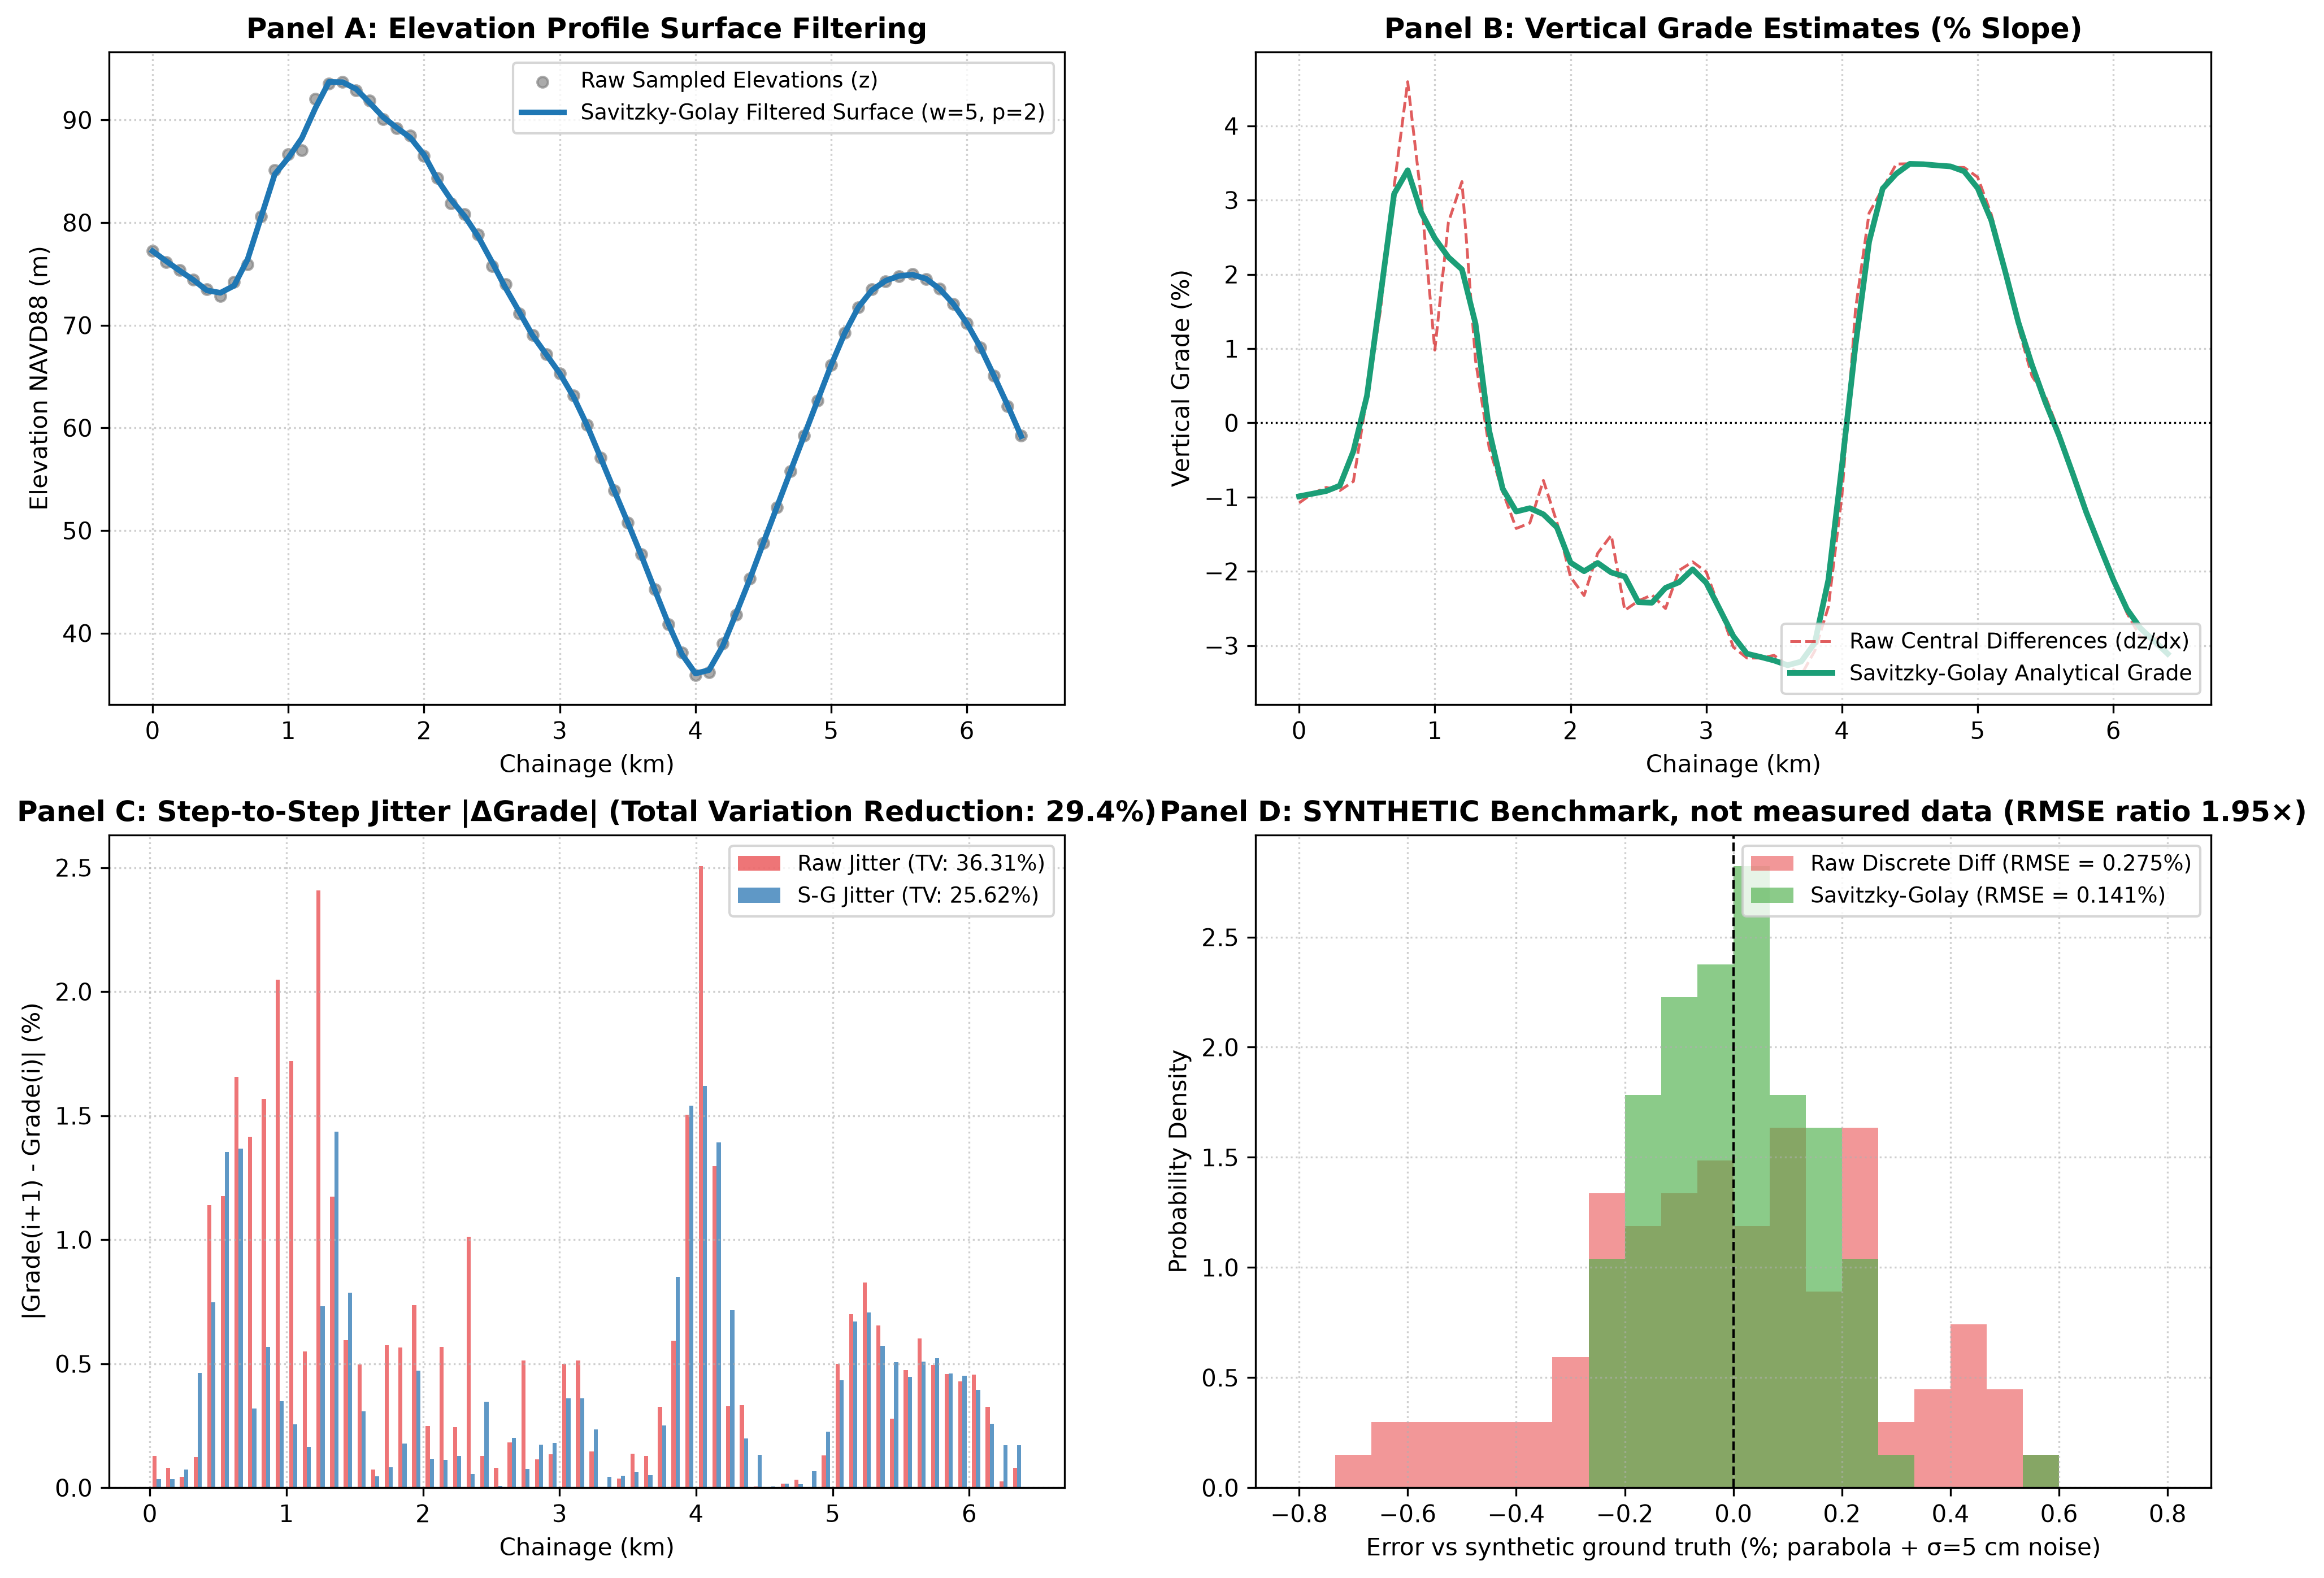 Panel A: Elevation Profile Surface Filtering
Raw Sampled Elevations (z)
Savitzky-Golay Filtered Surface (w=5, p=2)
Elevation NAVD88 (m)
90
80
70
60
50
40
0 1 2 3 4 5 6
Chainage (km)
Panel B: Vertical Grade Estimates (% Slope)
Vertical Grade (%)
4
3
2
1
0
−1
−2
−3
Raw Central Differences (dz/dx)
Savitzky-Golay Analytical Grade
0 1 2 3 4 5 6
Chainage (km)
Panel C: Step-to-Step Jitter |ΔGrade| (Total Variation Reduction: 29.4%)
Raw Jitter (TV: 36.31%)
S-G Jitter (TV: 25.62%)
|Grade(i+1) - Grade(i)| (%)
2.5
2.0
1.5
1.0
0.5
0.0
0 1 2 3 4 5 6
Chainage (km)
Panel D: SYNTHETIC Benchmark, not measured data (RMSE ratio 1.95×)
Raw Discrete Diff (RMSE = 0.275%)
Savitzky-Golay (RMSE = 0.141%)
Probability Density
2.5
2.0
1.5
1.0
0.5
0.0
−0.8 −0.6 −0.4 −0.2 0.0 0.2 0.4 0.6 0.8
Error vs synthetic ground truth (%; parabola + σ=5 cm noise)